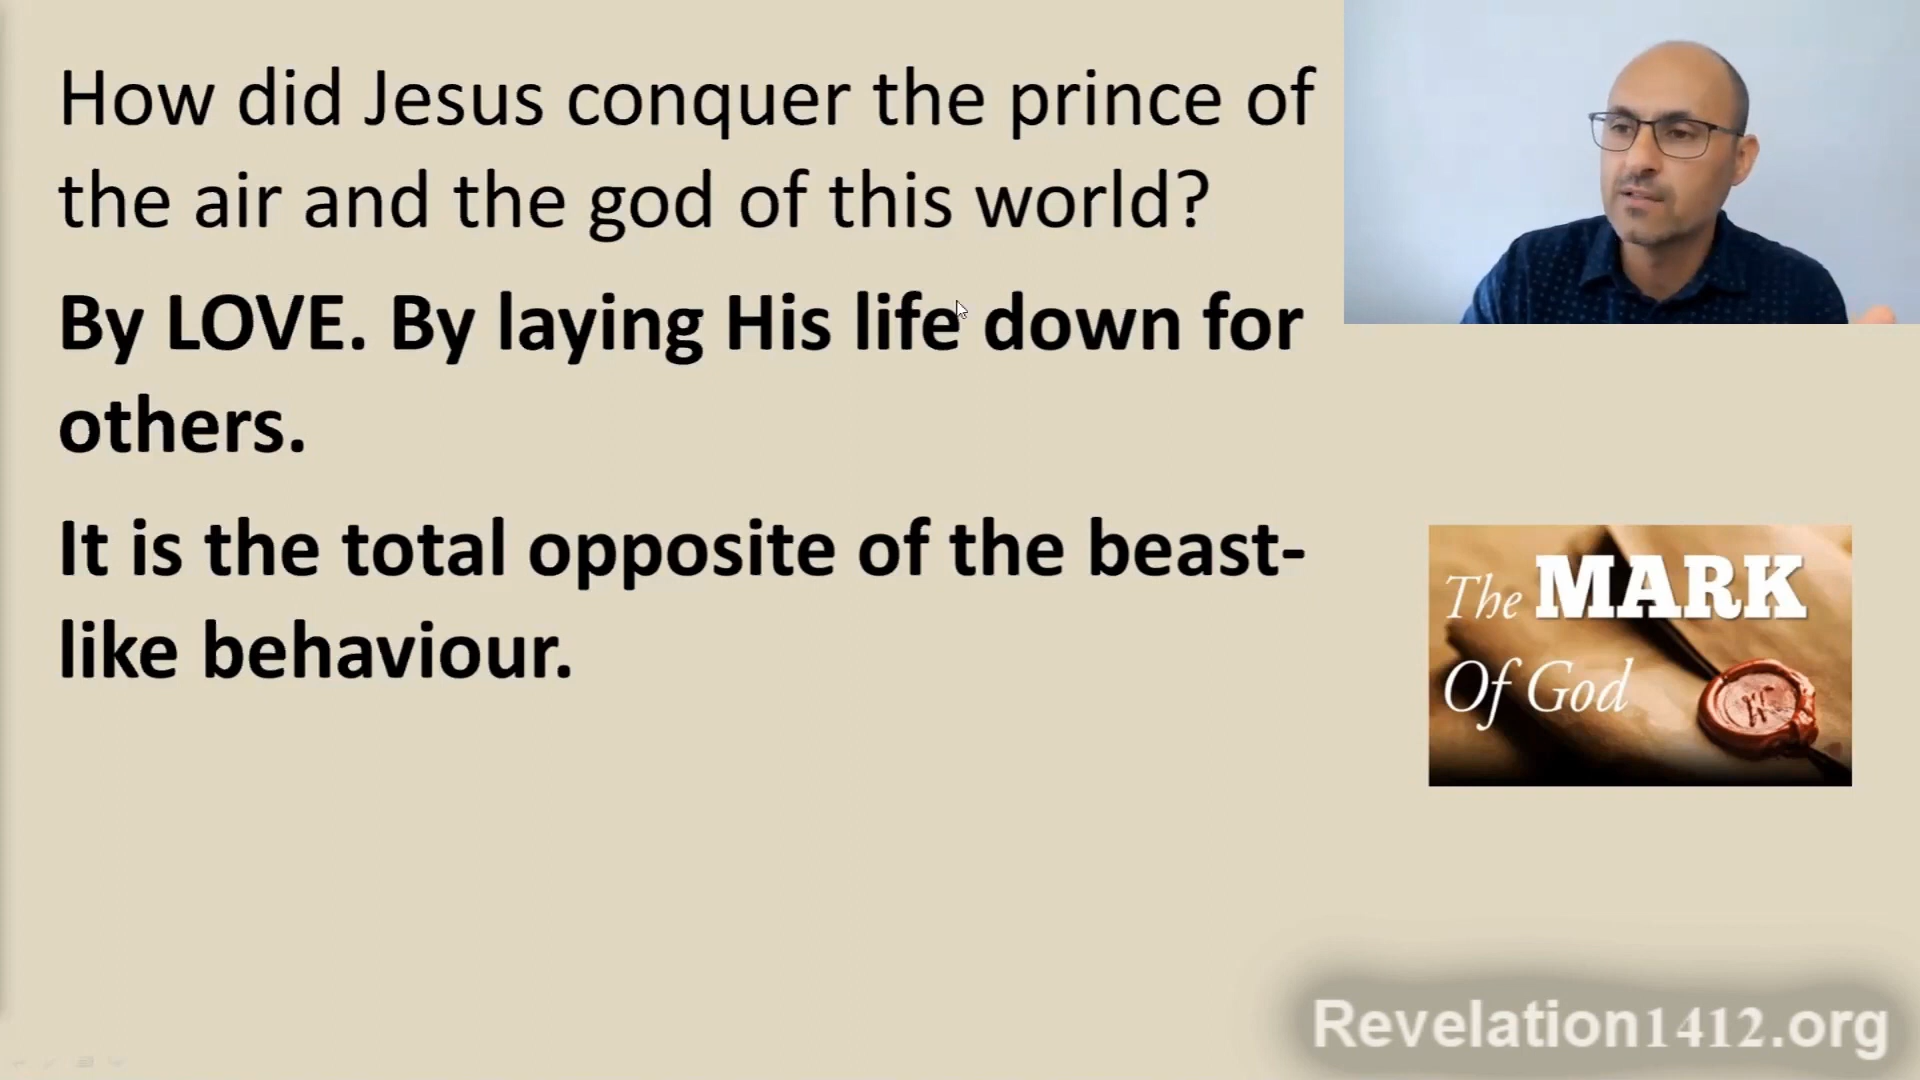 How did Jesus conquer the prince of
the air and the god of this world?
By LOVE. By laying His life down for
others.
It is the total opposite of the beast-
like behaviour.
The MARK
Of God
Revelation1412.org